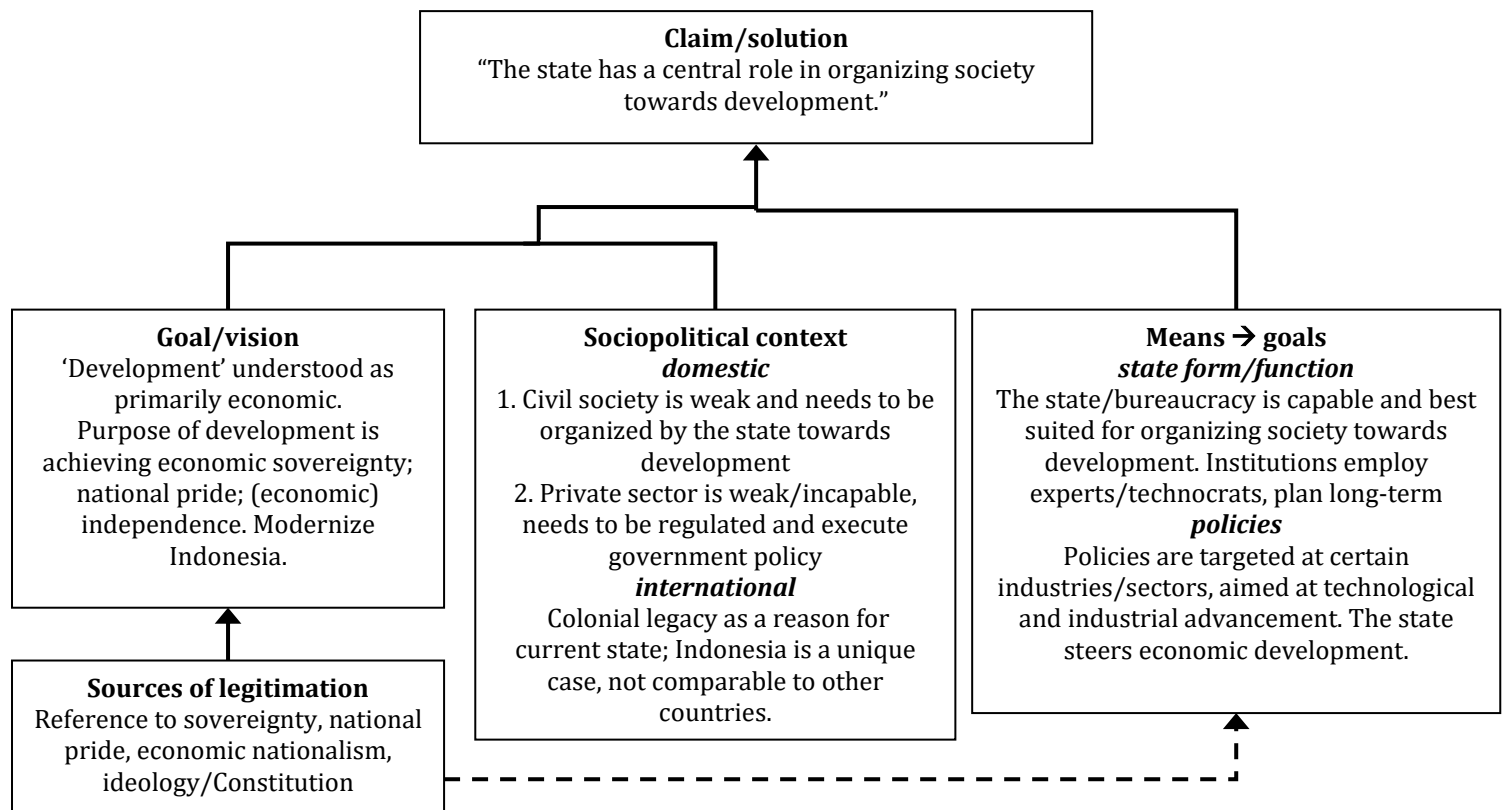 Claim/solution
“The state has a central role in organizing society
towards development.”
Goal/vision
‘Development’ understood as
primarily economic.
Purpose of development is
achieving economic sovereignty;
national pride; (economic)
independence. Modernize
Indonesia.
Sociopolitical context
domestic
1. Civil society is weak and needs to be
organized by the state towards
development
2. Private sector is weak/incapable,
needs to be regulated and execute
government policy
international
Colonial legacy as a reason for
current state; Indonesia is a unique
case, not comparable to other
countries.
Means → goals
state form/function
The state/bureaucracy is capable and best
suited for organizing society towards
development. Institutions employ
experts/technocrats, plan long-term
policies
Policies are targeted at certain
industries/sectors, aimed at technological
and industrial advancement. The state
steers economic development.
Sources of legitimation
Reference to sovereignty, national
pride, economic nationalism,
ideology/Constitution